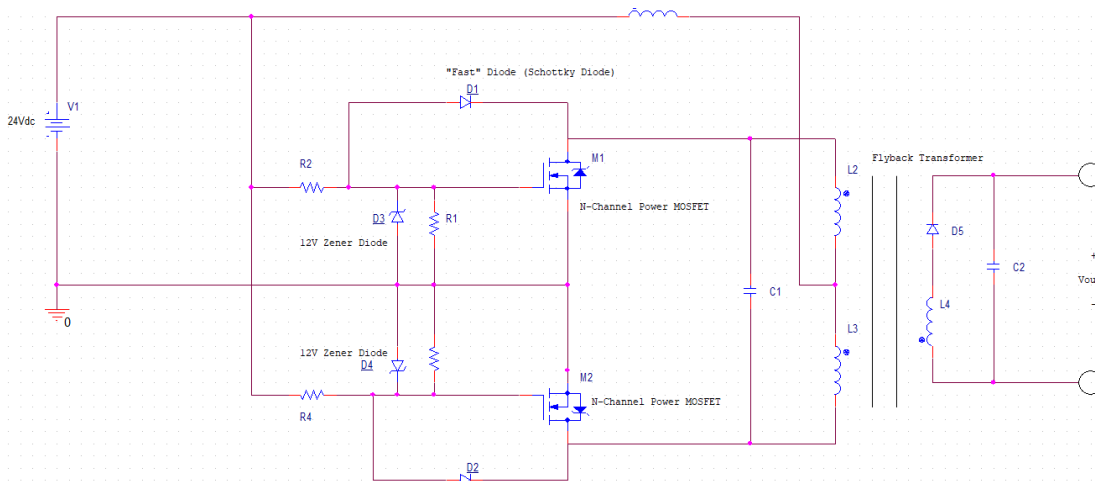 "Fast" Diode (Schottky Diode)
D1
V1
24Vdc
M1
Flyback Transformer
R2
L2
N-Channel Power MOSFET
D3
R1
D5
12V Zener Diode
+
C2
Vou
C1
L4
-
0
L3
12V Zener Diode
D4
M2
N-Channel Power MOSFET
R4
D2